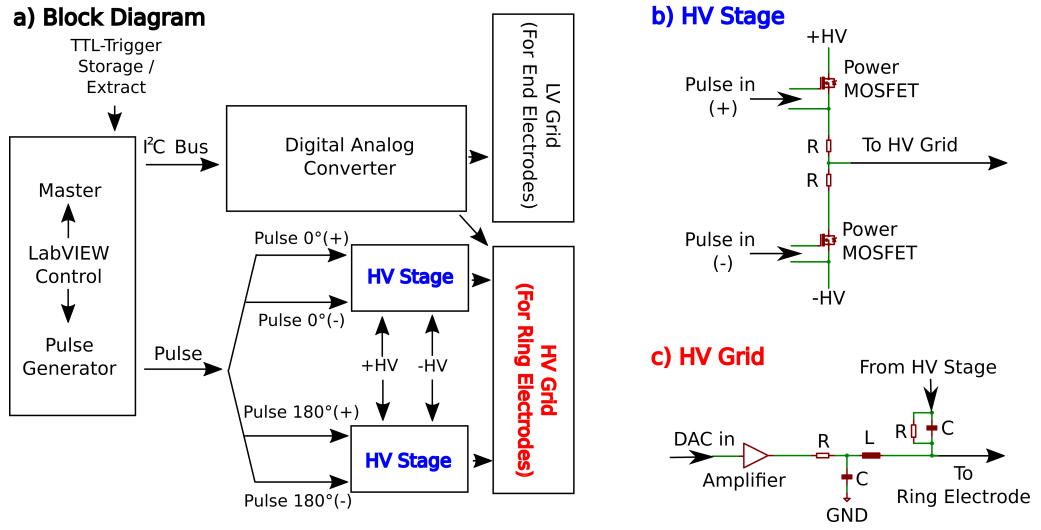 a) Block Diagram
TTL-Trigger
Storage /
Extract
I²C Bus
Master
LabVIEW
Control
Pulse
Generator
Digital Analog
Converter
LV Grid
(For End Electrodes)
Pulse 0°(+)
HV Stage
Pulse 0°(-)
Pulse
+HV
-HV
Pulse 180°(+)
HV Stage
Pulse 180°(-)
HV Grid
(For Ring Electrodes)
b) HV Stage
+HV
Power
MOSFET
Pulse in
(+)
R
To HV Grid
R
Power
MOSFET
Pulse in
(-)
-HV
c) HV Grid
From HV Stage
R
C
DAC in
Amplifier
R
L
C
GND
To
Ring Electrode